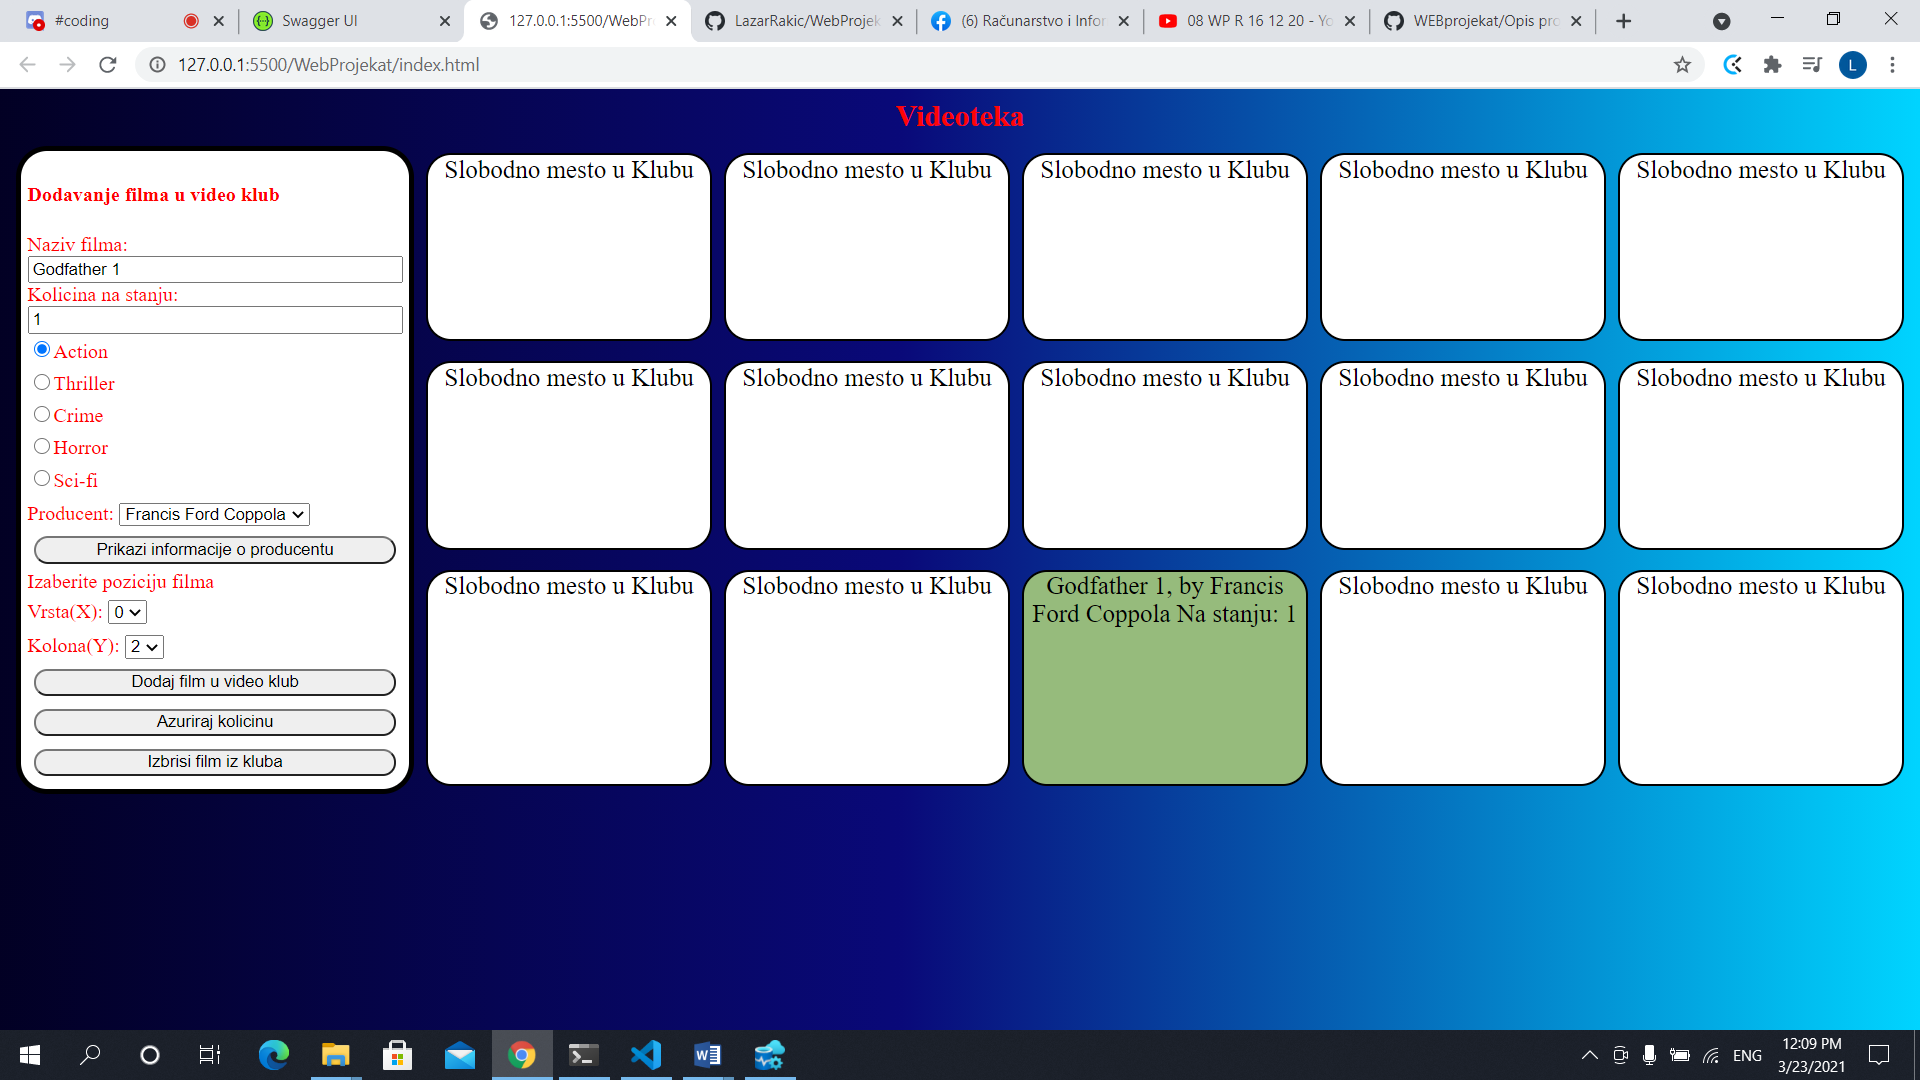 #coding
Swagger UI
127.0.0.1:5500/WebPr
LazarRakic/WebProjek
(6) Računarstvo i Infor
08 WP R 16 12 20 - Yo
WEBprojekat/Opis pro
127.0.0.1:5500/WebProjekat/index.html
L
Videoteka
Dodavanje filma u video klub
Naziv filma:
Godfather 1
Kolicina na stanju:
1
Action
Thriller
Crime
Horror
Sci-fi
Producent: Francis Ford Coppola
Prikazi informacije o producentu
Izaberite poziciju filma
Vrsta(X): 0
Kolona(Y): 2
Dodaj film u video klub
Azuriraj kolicinu
Izbrisi film iz kluba
Slobodno mesto u Klubu
Slobodno mesto u Klubu
Slobodno mesto u Klubu
Slobodno mesto u Klubu
Slobodno mesto u Klubu
Slobodno mesto u Klubu
Slobodno mesto u Klubu
Slobodno mesto u Klubu
Slobodno mesto u Klubu
Slobodno mesto u Klubu
Slobodno mesto u Klubu
Slobodno mesto u Klubu
Godfather 1, by Francis
Ford Coppola Na stanju: 1
Slobodno mesto u Klubu
Slobodno mesto u Klubu
ENG
12:09 PM
3/23/2021